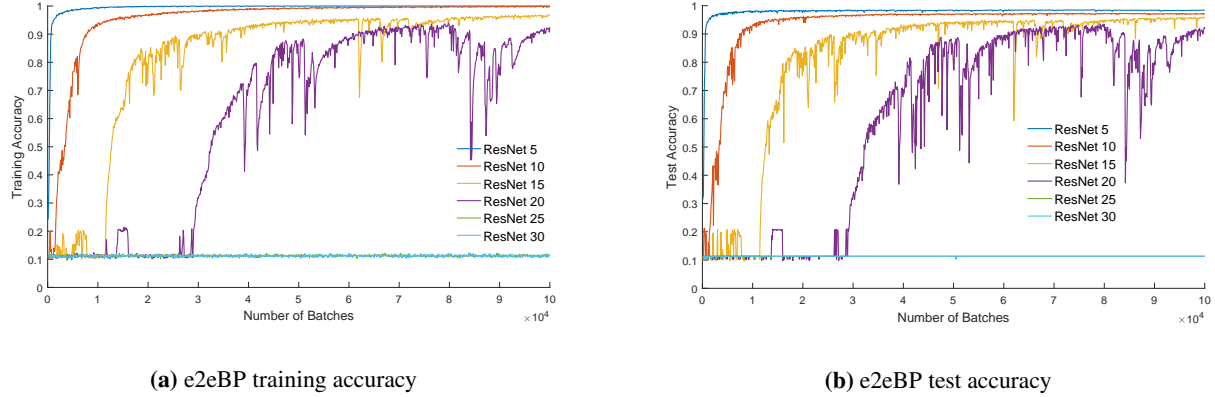 1
0.9
0.8
0.7
0.6
0.5
0.4
0.3
0.2
0.1
0
Training Accuracy
ResNet 5
ResNet 10
ResNet 15
ResNet 20
ResNet 25
ResNet 30
0 1 2 3 4 5 6 7 8 9 10
Number of Batches
×10⁴
(a) e2eBP training accuracy
1
0.9
0.8
0.7
0.6
0.5
0.4
0.3
0.2
0.1
0
Test Accuracy
ResNet 5
ResNet 10
ResNet 15
ResNet 20
ResNet 25
ResNet 30
0 1 2 3 4 5 6 7 8 9 10
Number of Batches
×10⁴
(b) e2eBP test accuracy